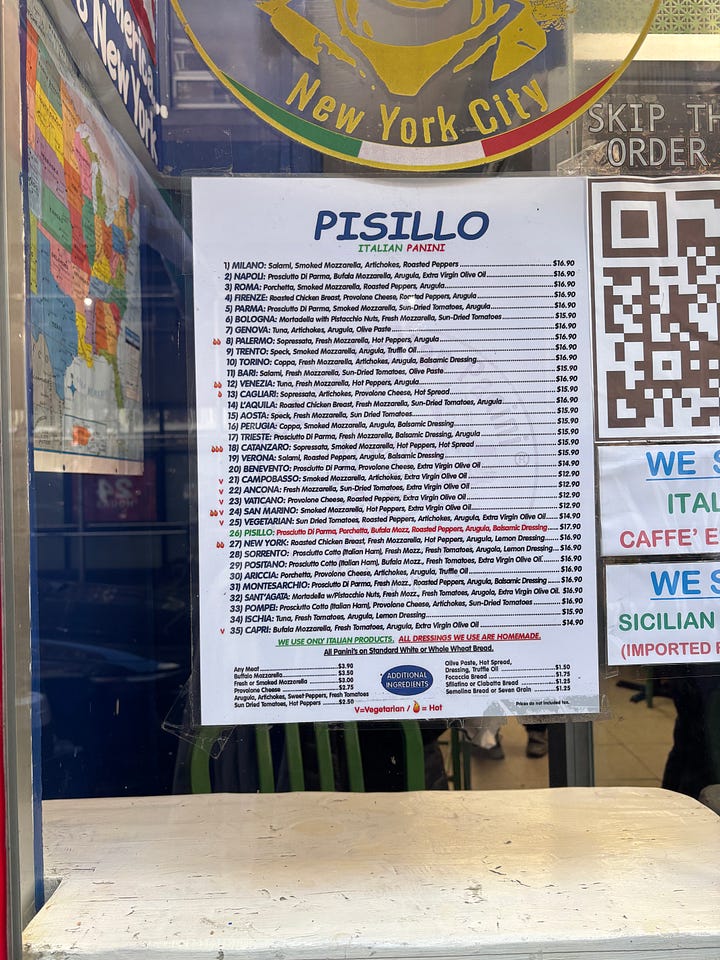 America
New York
New York City
SKIP TH
ORDER
PISILLO
ITALIAN PANINI
1) MILANO: Salami, Smoked Mozzarella, Artichokes, Roasted Peppers $16.90
2) NAPOLI: Prosciutto Di Parma, Bufala Mozzarella, Arugula, Extra Virgin Olive Oil $16.90
3) ROMA: Porchetta, Smoked Mozzarella, Roasted Peppers, Arugula $16.90
4) FIRENZE: Roasted Chicken Breast, Provolone Cheese, Roasted Peppers, Arugula $16.90
5) PARMA: Prosciutto Di Parma, Smoked Mozzarella, Sun-Dried Tomatoes, Arugula $16.90
6) BOLOGNA: Mortadella with Pistacchio Nuts, Fresh Mozzarella, Sun-Dried Tomatoes $15.90
7) GENOVA: Tuna, Artichokes, Arugula, Olive Paste $16.90
8) PALERMO: Sopressata, Fresh Mozzarella, Hot Peppers, Arugula $16.90
9) TRENTO: Speck, Smoked Mozzarella, Arugula, Truffle Oil $16.90
10) TORINO: Coppa, Fresh Mozzarella, Artichokes, Arugula, Balsamic Dressing $16.90
11) BARI: Salami, Fresh Mozzarella, Sun-Dried Tomatoes, Olive Paste $15.90
12) VENEZIA: Tuna, Fresh Mozzarella, Hot Peppers, Arugula $16.90
13) CAGLIARI: Sopressata, Artichokes, Provolone Cheese, Hot Spread $15.90
14) L'AQUILA: Roasted Chicken Breast, Fresh Mozzarella, Sun-Dried Tomatoes, Arugula $16.90
15) AOSTA: Speck, Fresh Mozzarella, Sun Dried Tomatoes $15.90
16) PERUGIA: Coppa, Smoked Mozzarella, Arugula, Balsamic Dressing $15.90
17) TRIESTE: Prosciutto Di Parma, Fresh Mozzarella, Balsamic Dressing, Arugula $15.90
18) CATANZARO: Sopressata, Smoked Mozzarella, Hot Peppers, Hot Spread $15.90
19) VERONA: Salami, Roasted Peppers, Arugula, Balsamic Dressing $15.90
20) BENEVENTO: Prosciutto Di Parma, Provolone Cheese, Extra Virgin Olive Oil $14.90
21) CAMPOBASSO: Smoked Mozzarella, Artichokes, Extra Virgin Olive Oil $12.90
22) ANCONA: Fresh Mozzarella, Sun-Dried Tomatoes, Extra Virgin Olive Oil $12.90
23) VATICANO: Provolone Cheese, Roasted Peppers, Extra Virgin Olive Oil $12.90
24) SAN MARINO: Smoked Mozzarella, Hot Peppers, Extra Virgin Olive Oil $12.90
25) VEGETARIAN: Sun Dried Tomatoes, Roasted Peppers, Artichokes, Arugula, Extra Virgin Olive Oil $14.90
26) PISILLO: Prosciutto Di Parma, Porchetta, Bufala Mozz, Roasted Peppers, Arugula, Balsamic Dressing $17.90
27) NEW YORK: Roasted Chicken Breast, Fresh Mozzarella, Hot Peppers, Arugula, Lemon Dressing $16.90
28) SORRENTO: Prosciutto Cotto (Italian Ham), Fresh Mozz., Fresh Tomatoes, Arugula, Lemon Dressing $16.90
29) POSITANO: Prosciutto Cotto (Italian Ham), Bufala Mozz., Fresh Tomatoes, Extra Virgin Olive Oil. $16.90
30) ARICCIA: Porchetta, Provolone Cheese, Artichokes, Arugula, Truffle Oil $16.90
31) MONTESARCHIO: Prosciutto Di Parma, Fresh Mozz., Roasted Peppers, Arugula, Balsamic Dressing $16.90
32) SANT'AGATA: Mortadella w/Pistacchio Nuts, Fresh Mozz., Fresh Tomatoes, Arugula, Extra Virgin Olive Oil. $16.90
33) POMPEI: Prosciutto Cotto (Italian Ham), Provolone Cheese, Artichokes, Sun-Dried Tomatoes $16.90
34) ISCHIA: Tuna, Fresh Tomatoes, Arugula, Lemon Dressing $15.90
V 35) CAPRI: Bufala Mozzarella, Fresh Tomatoes, Arugula, Extra Virgin Olive Oil $14.90
WE USE ONLY ITALIAN PRODUCTS. ALL DRESSINGS WE USE ARE HOMEMADE.
All Panini's on Standard White or Whole Wheat Bread.
Any Meat $3.90
Buffalo Mozzarella $3.50
Fresh or Smoked Mozzarella $3.00
Provolone Cheese $2.75
Arugula, Artichokes, Sweet Peppers, Fresh Tomatoes
Sun Dried Tomatoes, Hot Peppers $2.50
ADDITIONAL INGREDIENTS
Olive Paste, Hot Spread,
Dressing, Truffle Oil $1.50
Focaccia Bread $1.75
Sfilatino or Ciabatta Bread $1.25
Semolina Bread or Seven Grain $1.25
V=Vegetarian / = Hot
Prices do not included tax.
WE S
ITAL
CAFFE' E
WE S
SICILIAN
(IMPORTED F